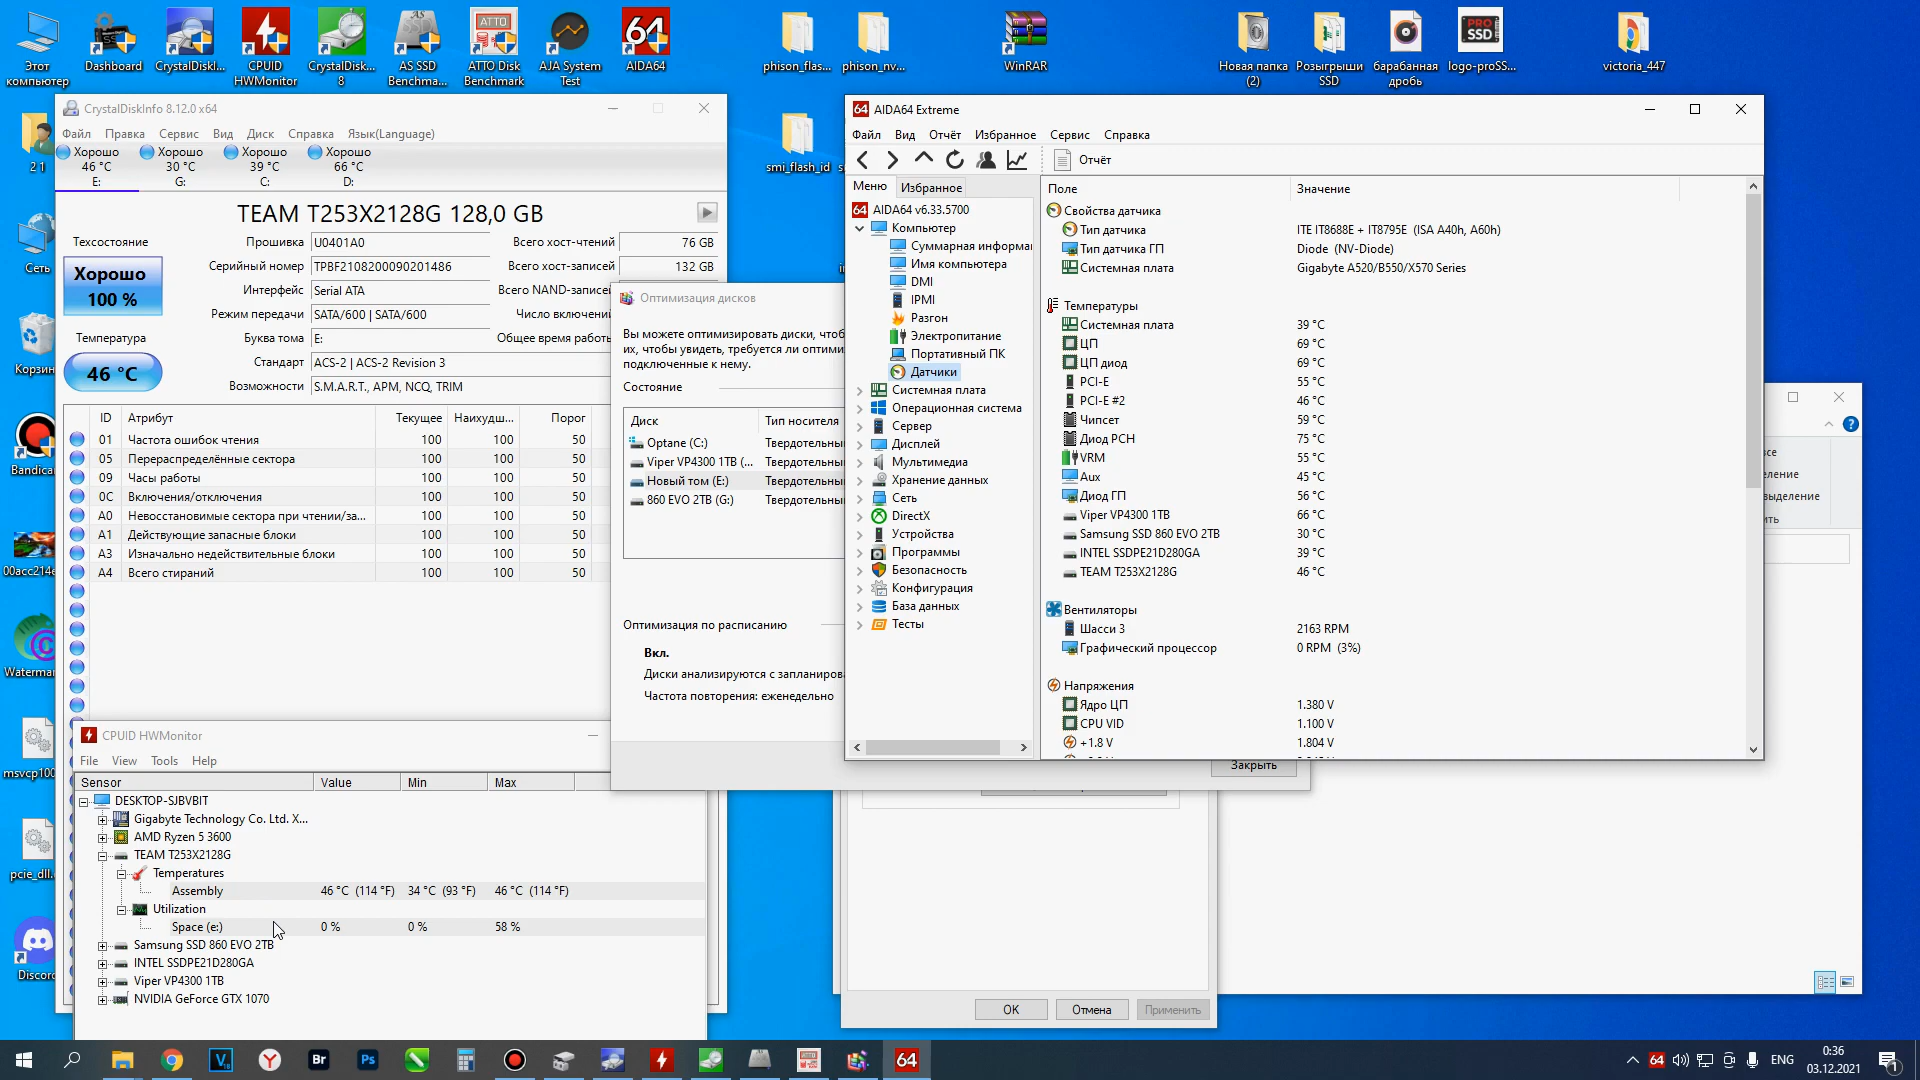 Этот
компьютер
Dashboard
CrystalDiskI...
CPUID
HWMonitor
CrystalDisk...
8
AS SSD
Benchma...
ATTO Disk
Benchmark
AJA System
Test
AIDA64
phison_flas...
phison_nv...
WinRAR
Новая папка
(2)
Розыгрыши
SSD
барабанная
дробь
logo-proSS...
victoria_447
2 1
Сеть
Корзин
Bandica
00acc214e
Waterma
msvcp100
pcie_dll.
Discor
smi_flash_id
CrystalDiskInfo 8.12.0 x64
Файл Правка Сервис Вид Диск Справка Язык(Language)
Хорошо
46 °C
E:
Хорошо
30 °C
G:
Хорошо
39 °C
C:
Хорошо
66 °C
D:
TEAM T253X2128G 128,0 GB
Техсостояние
Хорошо
100 %
Температура
46 °C
Прошивка U0401A0
Серийный номер TPBF2108200090201486
Интерфейс Serial ATA
Режим передачи SATA/600 | SATA/600
Буква тома E:
Стандарт ACS-2 | ACS-2 Revision 3
Возможности S.M.A.R.T., APM, NCQ, TRIM
Всего хост-чтений 76 GB
Всего хост-записей 132 GB
Всего NAND-записей
Число включений
Общее время работы
ID Атрибут Текущее Наихудш... Порог
01 Частота ошибок чтения 100 100 50
05 Перераспределённые сектора 100 100 50
09 Часы работы 100 100 50
0C Включения/отключения 100 100 50
A0 Невосстановимые сектора при чтении/за... 100 100 50
A1 Действующие запасные блоки 100 100 50
A3 Изначально недействительные блоки 100 100 50
A4 Всего стираний 100 100 50
Оптимизация дисков
Вы можете оптимизировать диски, чтоб
их, чтобы увидеть, требуется ли оптими
подключенные к нему.
Состояние
Диск Тип носителя
Optane (C:) Твердотельны
Viper VP4300 1TB (... Твердотельны
Новый том (E:) Твердотельны
860 EVO 2TB (G:) Твердотельны
Оптимизация по расписанию
Вкл.
Диски анализируются с запланирова
Частота повторения: еженедельно
Закрыть
CPUID HWMonitor
File View Tools Help
Sensor Value Min Max
DESKTOP-SJBVBIT
Gigabyte Technology Co. Ltd. X...
AMD Ryzen 5 3600
TEAM T253X2128G
Temperatures
Assembly 46 °C (114 °F) 34 °C (93 °F) 46 °C (114 °F)
Utilization
Space (e:) 0 % 0 % 58 %
Samsung SSD 860 EVO 2TB
INTEL SSDPE21D280GA
Viper VP4300 1TB
NVIDIA GeForce GTX 1070
AIDA64 Extreme
Файл Вид Отчёт Избранное Сервис Справка
Отчёт
Меню Избранное
AIDA64 v6.33.5700
Компьютер
Суммарная информац
Имя компьютера
DMI
IPMI
Разгон
Электропитание
Портативный ПК
Датчики
Системная плата
Операционная система
Сервер
Дисплей
Мультимедиа
Хранение данных
Сеть
DirectX
Устройства
Программы
Безопасность
Конфигурация
База данных
Тесты
Поле Значение
Свойства датчика
Тип датчика ITE IT8688E + IT8795E (ISA A40h, A60h)
Тип датчика ГП Diode (NV-Diode)
Системная плата Gigabyte A520/B550/X570 Series
Температуры
Системная плата 39 °C
ЦП 69 °C
ЦП диод 69 °C
PCI-E 55 °C
PCI-E #2 46 °C
Чипсет 59 °C
Диод PCH 75 °C
VRM 55 °C
Aux 45 °C
Диод ГП 56 °C
Viper VP4300 1TB 66 °C
Samsung SSD 860 EVO 2TB 30 °C
INTEL SSDPE21D280GA 39 °C
TEAM T253X2128G 46 °C
Вентиляторы
Шасси 3 2163 RPM
Графический процессор 0 RPM (3%)
Напряжения
Ядро ЦП 1.380 V
CPU VID 1.100 V
+1.8 V 1.804 V
все
еление
выделение
ить
OK Отмена Применить
ENG
0:36
03.12.2021